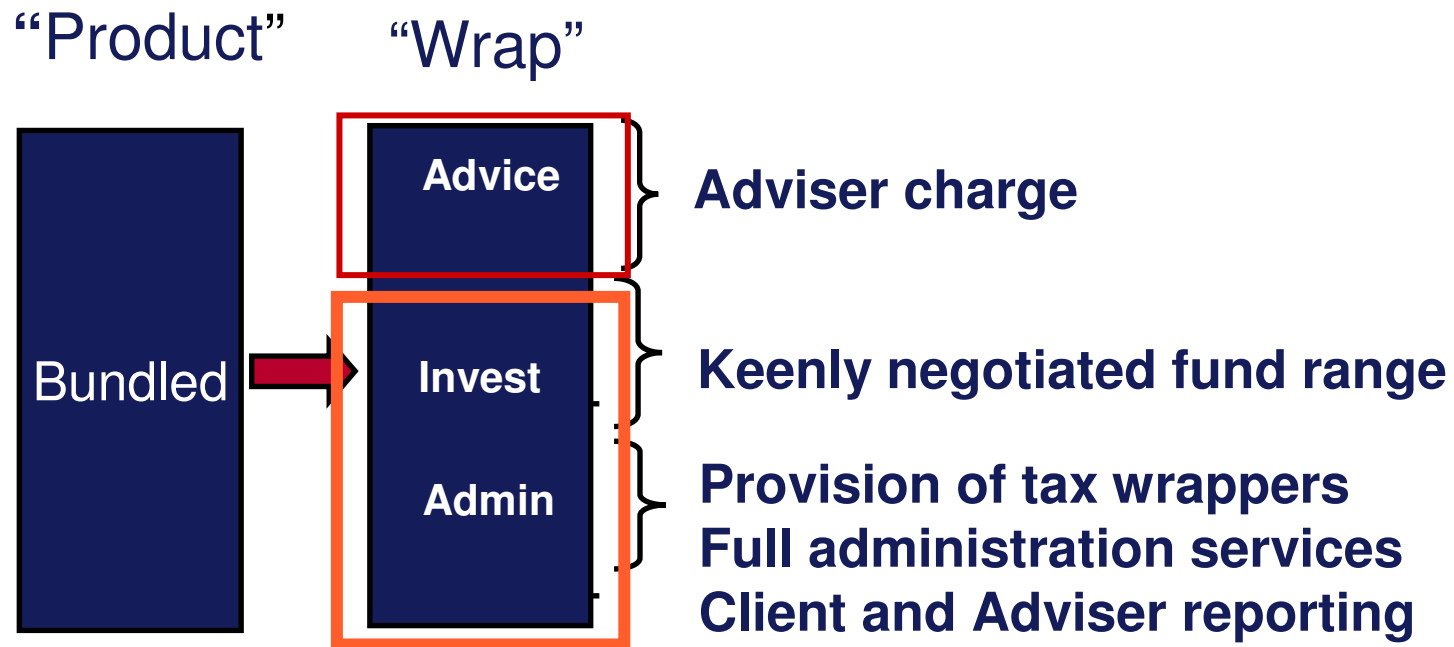 “Product”
“Wrap”
Bundled
Advice
Adviser charge
Invest
Keenly negotiated fund range
Admin
Provision of tax wrappers
Full administration services
Client and Adviser reporting